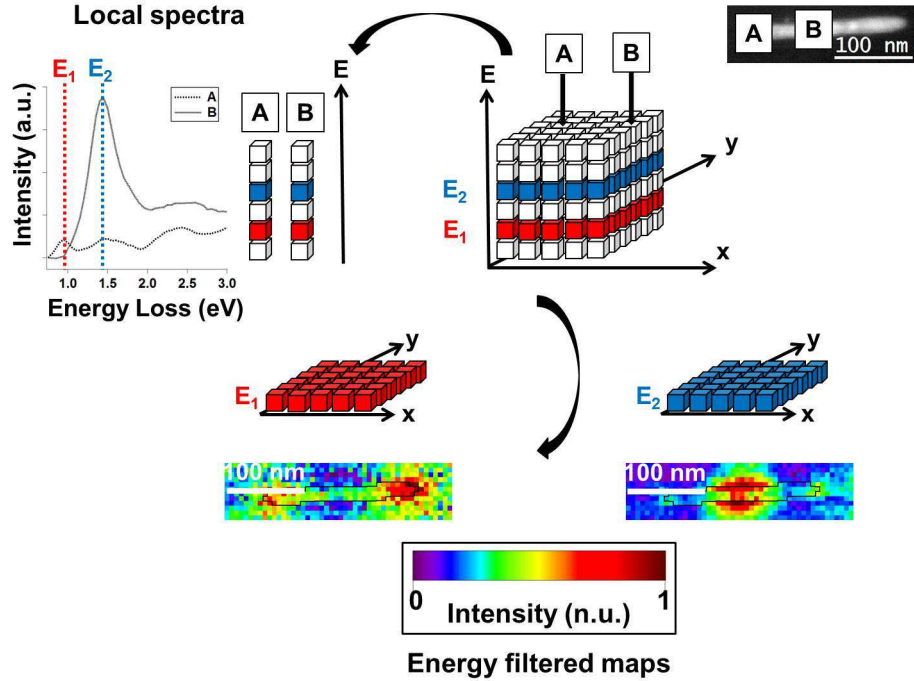 Local spectra
E1
E2
A
B
Intensity (a.u.)
1.0
1.5
2.0
2.5
3.0
Energy Loss (eV)
A
B
E
A
B
E
y
x
E2
E1
A
B
100 nm
E1
y
x
E2
y
x
100 nm
100 nm
0
1
Intensity (n.u.)
Energy filtered maps